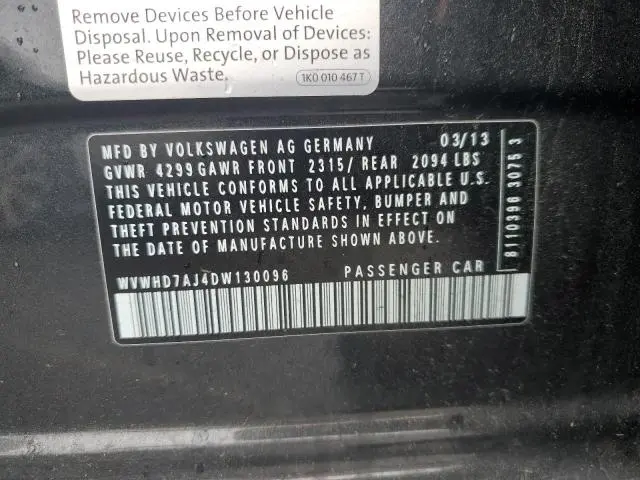 Remove Devices Before Vehicle
Disposal. Upon Removal of Devices:
Please Reuse, Recycle, or Dispose as
Hazardous Waste.
1K0 010 467 T
MFD BY VOLKSWAGEN AG GERMANY 03/13
GVWR 4299 GAWR FRONT 2315/ REAR 2094 LBS
THIS VEHICLE CONFORMS TO ALL APPLICABLE U.S.
FEDERAL MOTOR VEHICLE SAFETY, BUMPER AND
THEFT PREVENTION STANDARDS IN EFFECT ON
THE DATE OF MANUFACTURE SHOWN ABOVE.
WVWHD7AJ4DW130096 PASSENGER CAR
8110396 3075 3